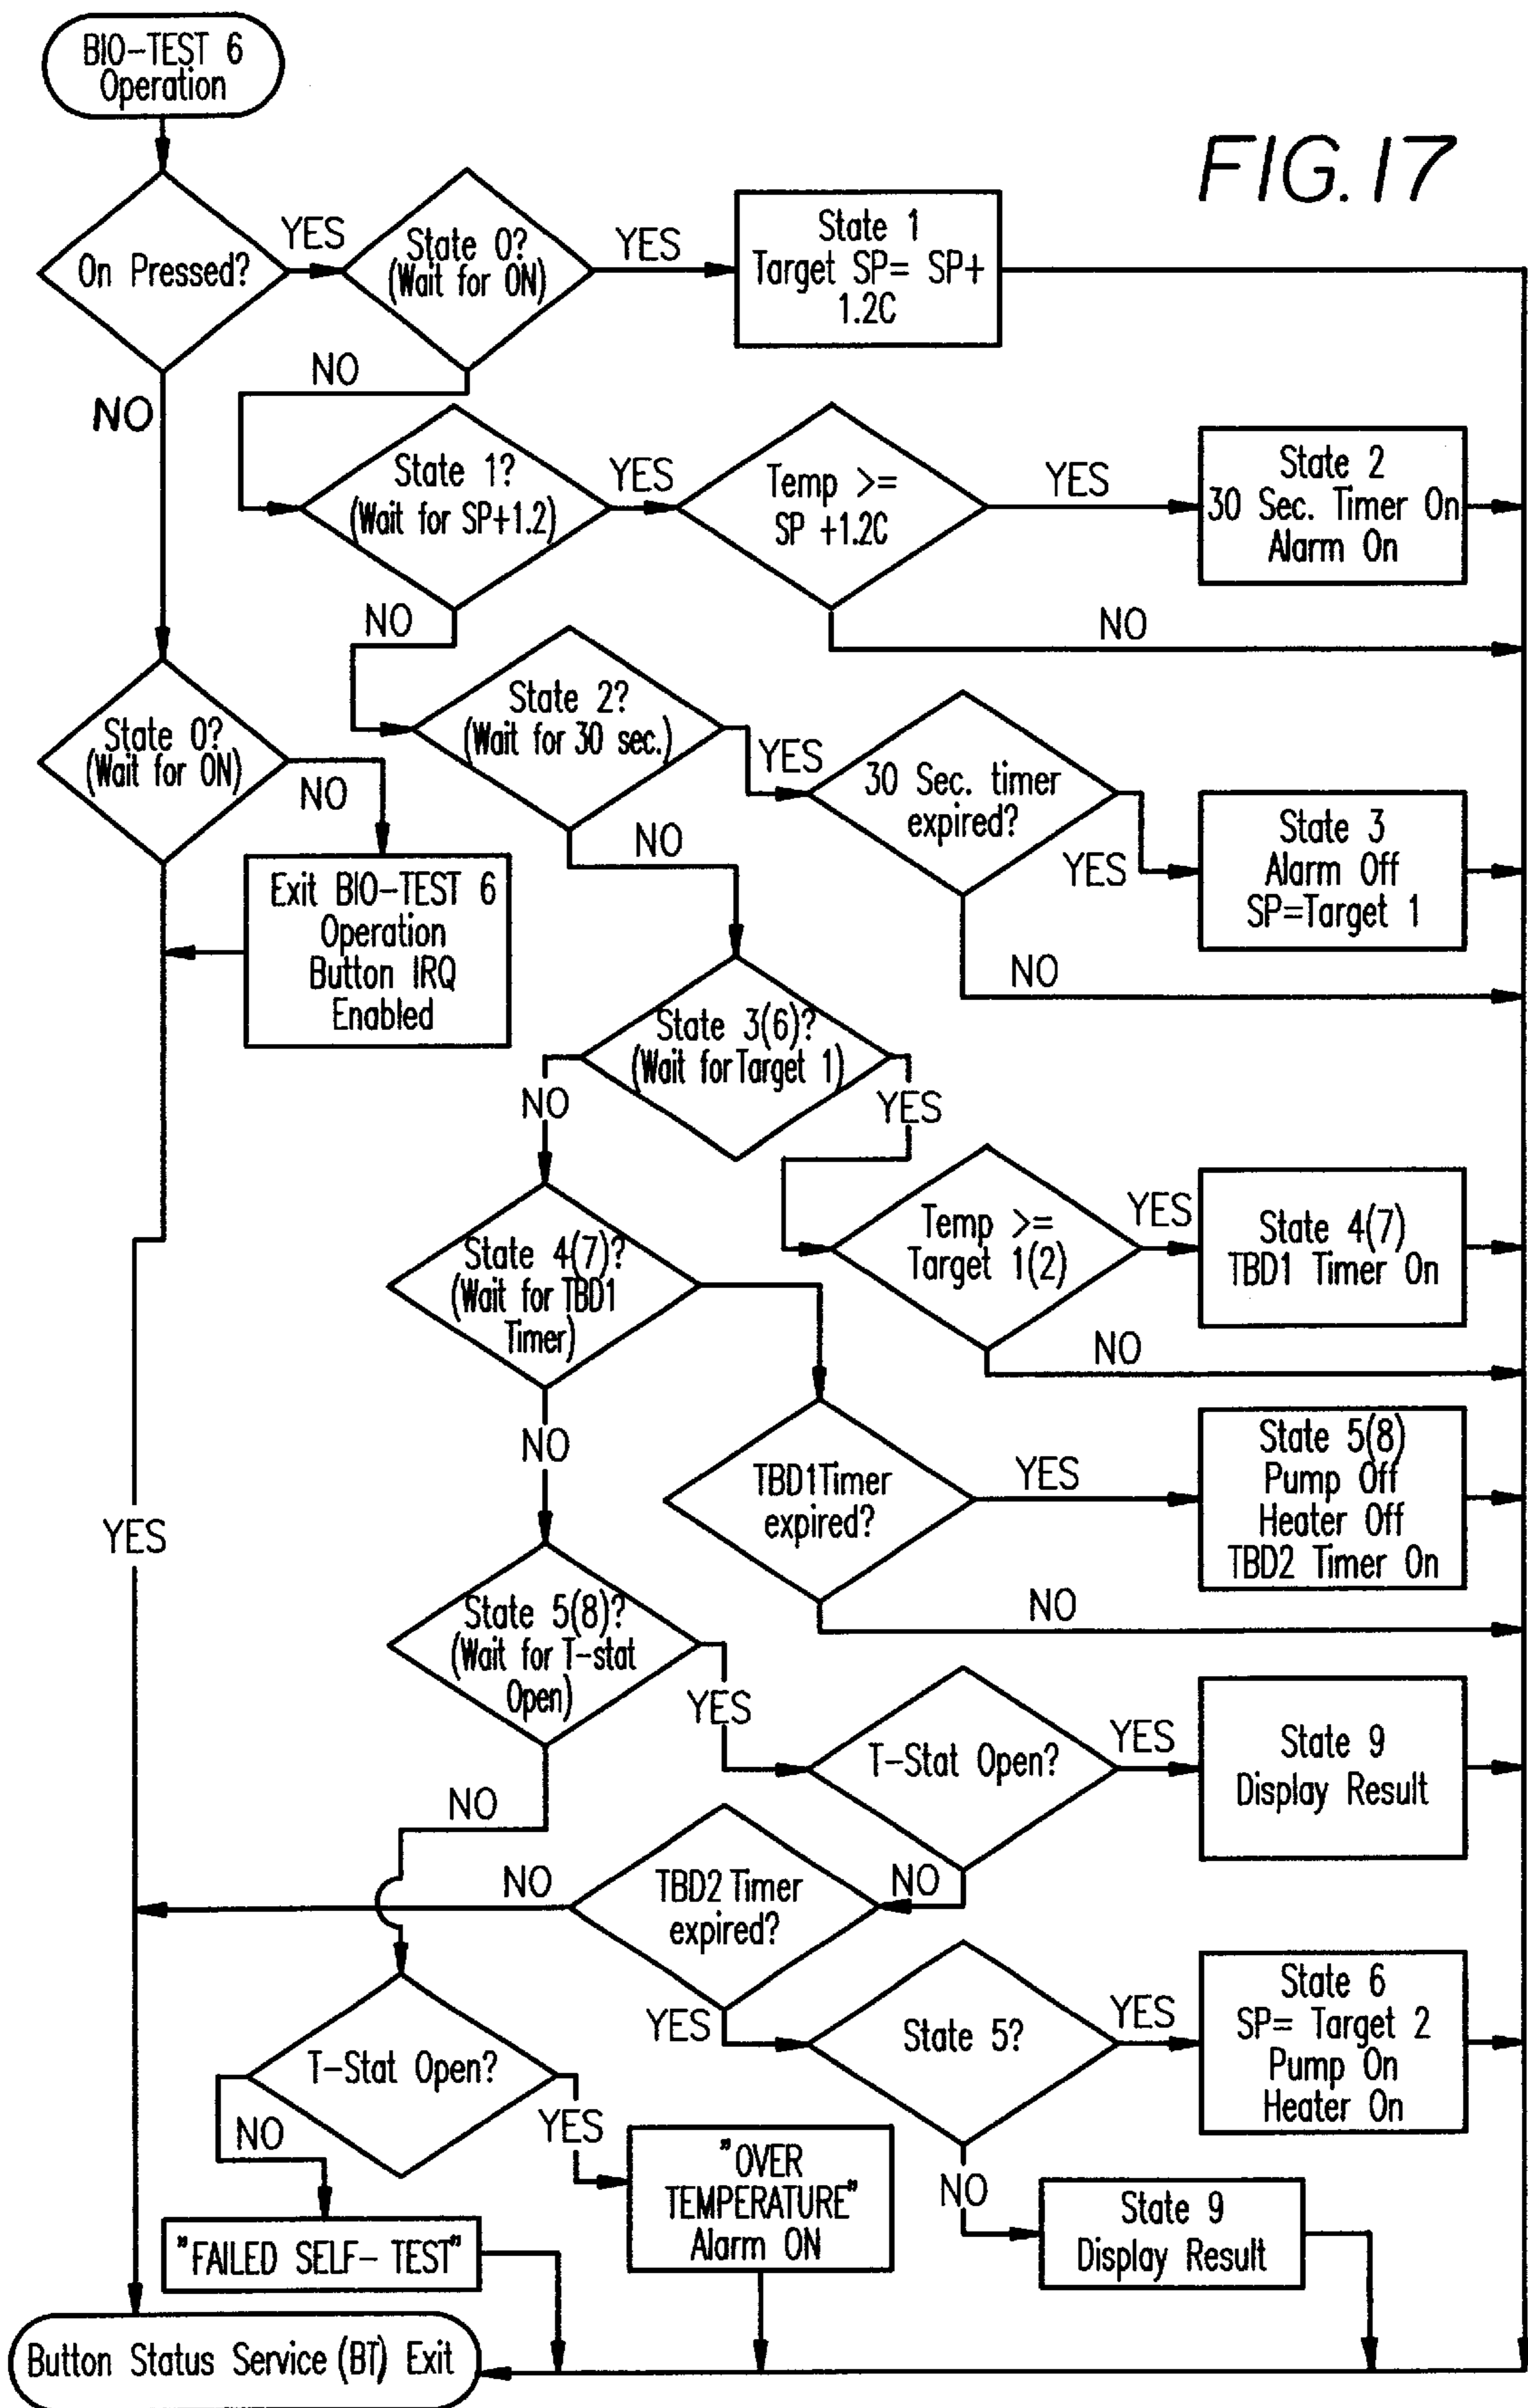 BIO-TEST 6
Operation
FIG.17
On Pressed?
YES
State 0?
(Wait for ON)
YES
State 1
Target SP= SP+
1.2C
NO
NO
State 1?
(Wait for SP+1.2)
YES
Temp >=
SP +1.2C
YES
State 2
30 Sec. Timer On
Alarm On
NO
NO
State 0?
(Wait for ON)
NO
State 2?
(Wait for 30 sec.)
YES
30 Sec. timer
expired?
YES
State 3
Alarm Off
SP=Target 1
NO
NO
Exit BIO-TEST 6
Operation
Button IRQ
Enabled
State 3(6)?
(Wait for Target 1)
NO
YES
Temp >=
Target 1(2)
YES
State 4(7)
TBD1 Timer On
NO
State 4(7)?
(Wait for TBD1
Timer)
NO
TBD1 Timer
expired?
YES
State 5(8)
Pump Off
Heater Off
TBD2 Timer On
NO
YES
State 5(8)?
(Wait for T-stat
Open)
YES
T-Stat Open?
YES
State 9
Display Result
NO
NO
TBD2 Timer
expired?
NO
YES
State 5?
YES
State 6
SP= Target 2
Pump On
Heater On
T-Stat Open?
NO
YES
"OVER
TEMPERATURE"
Alarm ON
NO
State 9
Display Result
"FAILED SELF- TEST"
Button Status Service (BT) Exit